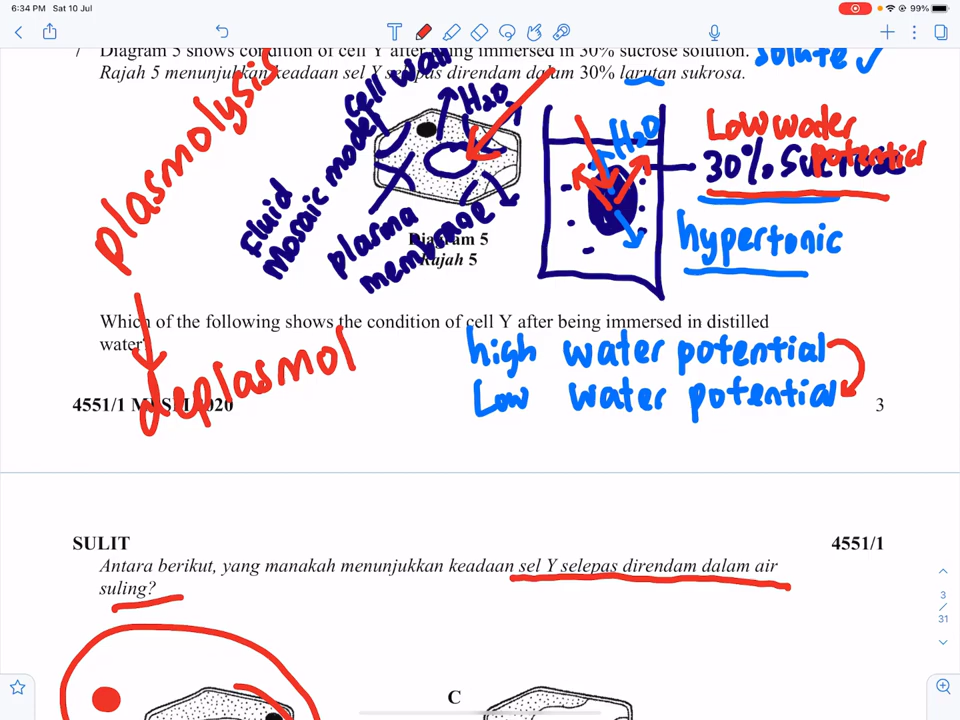 6:34 PM Sat 10 Jul
99%
7 Diagram 5 shows condition of cell Y after being immersed in 30% sucrose solution.
Rajah 5 menunjukkan keadaan sel Y selepas direndam dalam 30% larutan sukrosa.
solute ✓
plasmolysis
cell wall
H₂O
Fluid
mosaic model
plasma
membrane
H₂O
Low water
potential
30% Sucrose
hypertonic
Diagram 5
Rajah 5
Which of the following shows the condition of cell Y after being immersed in distilled
water?
high water potential
Low water potential
deplasmol
4551/1
2020
3
SULIT
4551/1
Antara berikut, yang manakah menunjukkan keadaan sel Y selepas direndam dalam air
suling?
3
/
31
C